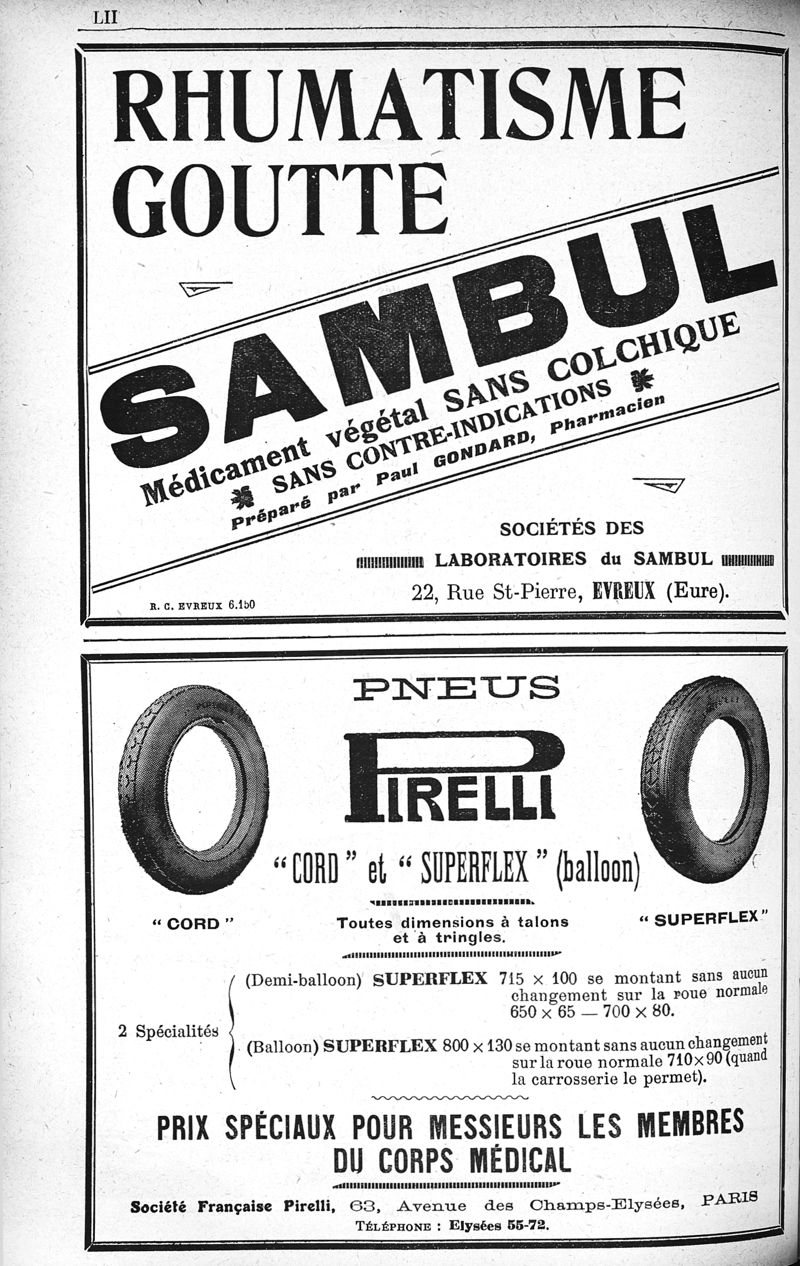 LII
RHUMATISME
GOUTTE
SAMBUL
Médicament végétal SANS COLCHIQUE
SANS CONTRE-INDICATIONS
Préparé par Paul GONDARD, Pharmacien
SOCIÉTÉS DES
LABORATOIRES du SAMBUL
22, Rue St-Pierre, EVREUX (Eure).
R. C. EVREUX 6.150
PNEUS
PIRELLI
“CORD” et “SUPERFLEX” (balloon)
“CORD”
Toutes dimensions à talons
et à tringles.
“SUPERFLEX”
2 Spécialités
(Demi-balloon) SUPERFLEX 715 × 100 se montant sans aucun
changement sur la roue normale
650 × 65 — 700 × 80.
(Balloon) SUPERFLEX 800 × 130 se montant sans aucun changement
sur la roue normale 710×90 (quand
la carrosserie le permet).
PRIX SPÉCIAUX POUR MESSIEURS LES MEMBRES
DU CORPS MÉDICAL
Société Française Pirelli, 63, Avenue des Champs-Elysées, PARIS
TÉLÉPHONE : Elysées 55-72.